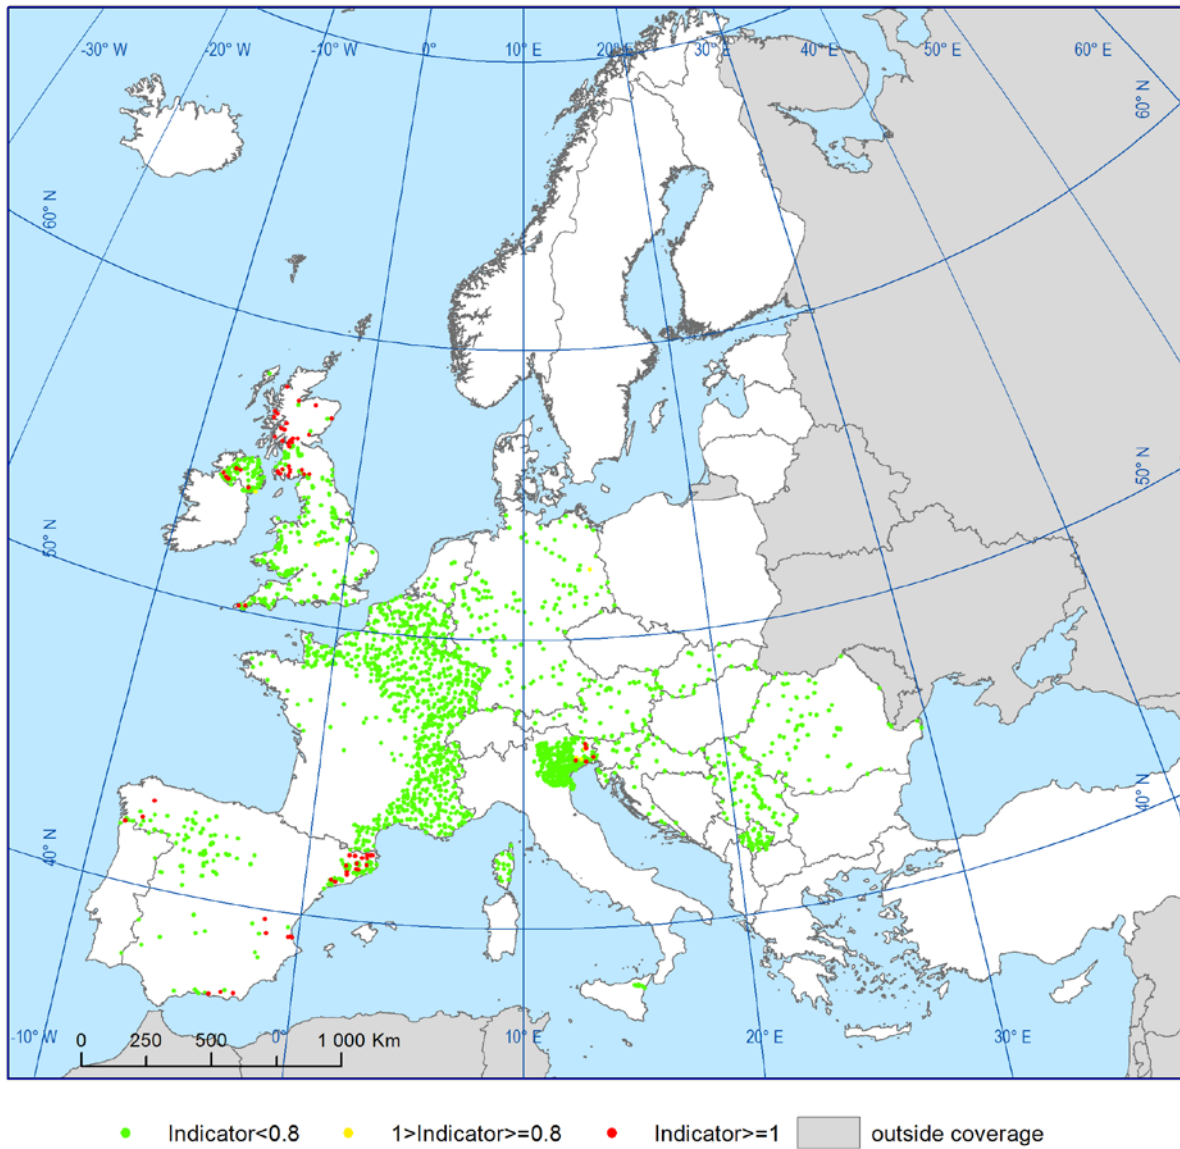 -30° W -20° W -10° W 0° 10° E 20° E 30° E 40° E 50° E 60° E
60° N
60° N
50° N
50° N
40° N
40° N
-10° W 0° 10° E 20° E 30° E
0 250 500 1 000 Km
Indicator<0.8 1>Indicator>=0.8 Indicator>=1 outside coverage